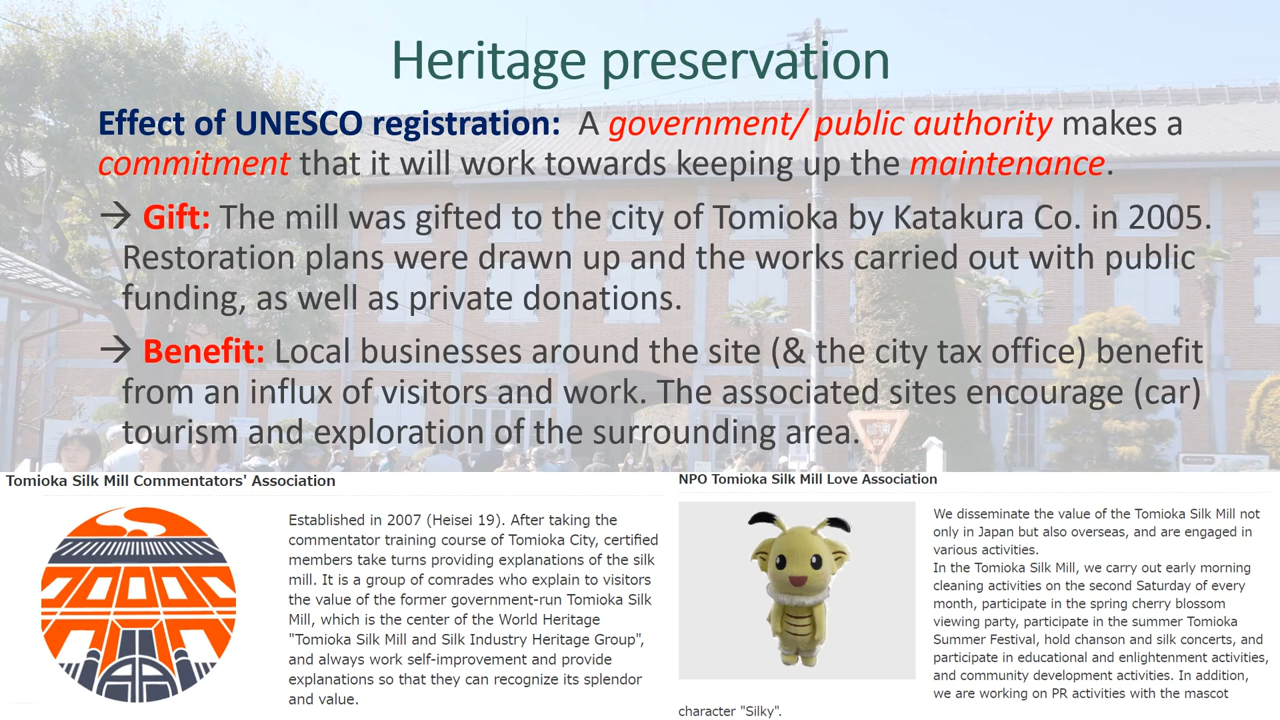 Heritage preservation
Effect of UNESCO registration: A government/ public authority makes a
commitment that it will work towards keeping up the maintenance.
→ Gift: The mill was gifted to the city of Tomioka by Katakura Co. in 2005.
Restoration plans were drawn up and the works carried out with public
funding, as well as private donations.
→ Benefit: Local businesses around the site (& the city tax office) benefit
from an influx of visitors and work. The associated sites encourage (car)
tourism and exploration of the surrounding area.
Tomioka Silk Mill Commentators' Association
Established in 2007 (Heisei 19). After taking the
commentator training course of Tomioka City, certified
members take turns providing explanations of the silk
mill. It is a group of comrades who explain to visitors
the value of the former government-run Tomioka Silk
Mill, which is the center of the World Heritage
"Tomioka Silk Mill and Silk Industry Heritage Group",
and always work self-improvement and provide
explanations so that they can recognize its splendor
and value.
NPO Tomioka Silk Mill Love Association
We disseminate the value of the Tomioka Silk Mill not
only in Japan but also overseas, and are engaged in
various activities.
In the Tomioka Silk Mill, we carry out early morning
cleaning activities on the second Saturday of every
month, participate in the spring cherry blossom
viewing party, participate in the summer Tomioka
Summer Festival, hold chanson and silk concerts, and
participate in educational and enlightenment activities,
and community development activities. In addition,
we are working on PR activities with the mascot
character "Silky".